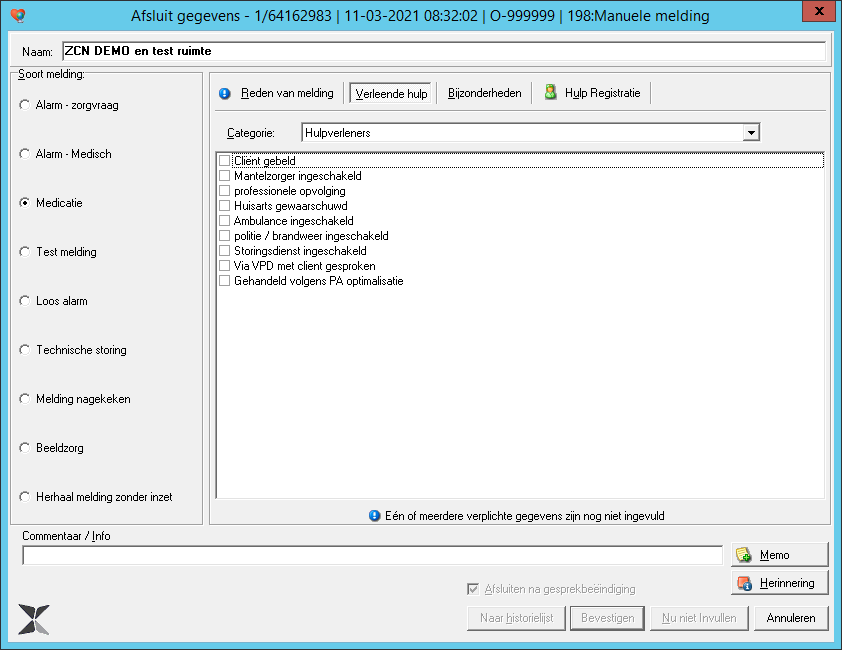 Afsluit gegevens - 1/64162983 | 11-03-2021 08:32:02 | O-999999 | 198:Manuele melding
x
Naam: ZCN DEMO en test ruimte
Soort melding:
Alarm - zorgvraag
Alarm - Medisch
Medicatie
Test melding
Loos alarm
Technische storing
Melding nagekeken
Beeldzorg
Herhaal melding zonder inzet
Reden van melding
Verleende hulp
Bijzonderheden
Hulp Registratie
Categorie: Hulpverleners
Cliënt gebeld
Mantelzorger ingeschakeld
professionele opvolging
Huisarts gewaarschuwd
Ambulance ingeschakeld
politie / brandweer ingeschakeld
Storingsdienst ingeschakeld
Via VPD met client gesproken
Gehandeld volgens PA optimalisatie
Eén of meerdere verplichte gegevens zijn nog niet ingevuld
Commentaar / Info
Memo
Herinnering
Afsluiten na gesprekbeëindiging
Naar historielijst
Bevestigen
Nu niet Invullen
Annuleren